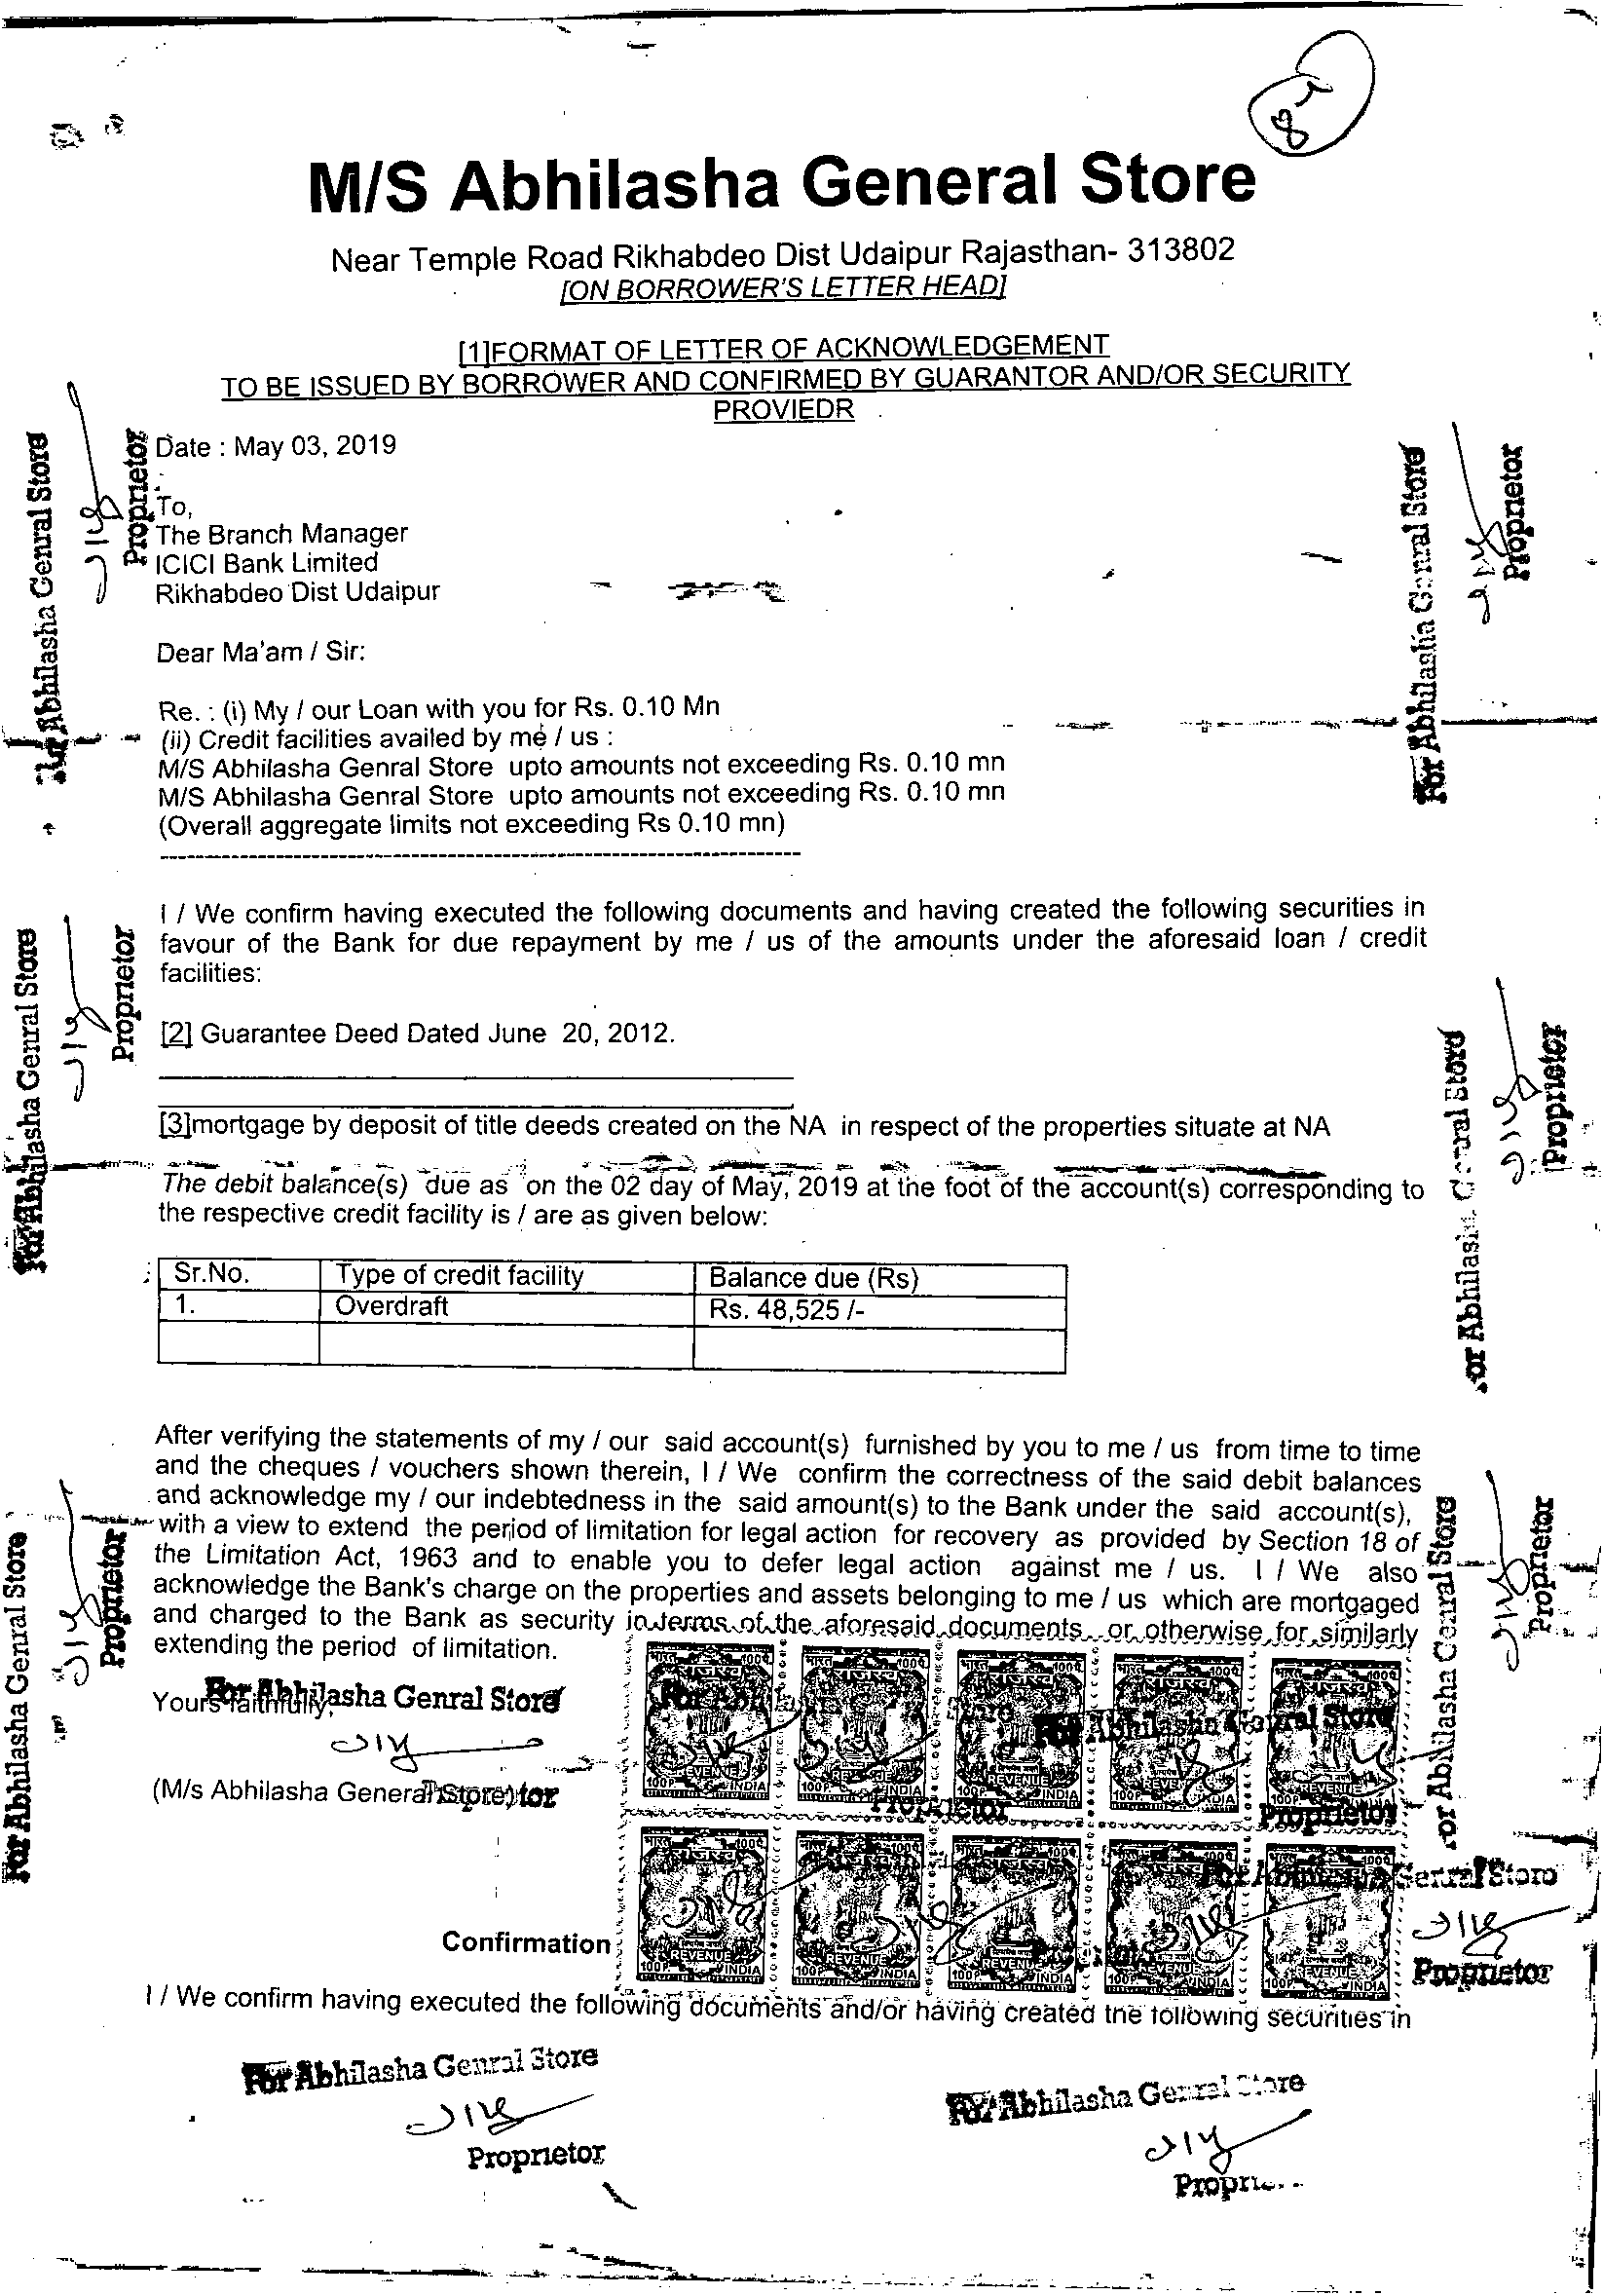 M/S Abhilasha General Store
Near Temple Road Rikhabdeo Dist Udaipur Rajasthan- 313802
[ON BORROWER'S LETTER HEAD]
[1]FORMAT OF LETTER OF ACKNOWLEDGEMENT
TO BE ISSUED BY BORROWER AND CONFIRMED BY GUARANTOR AND/OR SECURITY
PROVIEDR
Date : May 03, 2019
To,
The Branch Manager
ICICI Bank Limited
Rikhabdeo Dist Udaipur
Dear Ma'am / Sir:
Re. : (i) My / our Loan with you for Rs. 0.10 Mn
(ii) Credit facilities availed by me / us :
M/S Abhilasha Genral Store upto amounts not exceeding Rs. 0.10 mn
M/S Abhilasha Genral Store upto amounts not exceeding Rs. 0.10 mn
(Overall aggregate limits not exceeding Rs 0.10 mn)
I / We confirm having executed the following documents and having created the following securities in
favour of the Bank for due repayment by me / us of the amounts under the aforesaid loan / credit
facilities:
[2] Guarantee Deed Dated June 20, 2012.
[3]mortgage by deposit of title deeds created on the NA in respect of the properties situate at NA
The debit balance(s) due as on the 02 day of May, 2019 at the foot of the account(s) corresponding to
the respective credit facility is / are as given below:
Sr.No. Type of credit facility Balance due (Rs)
1. Overdraft Rs. 48,525 /-
After verifying the statements of my / our said account(s) furnished by you to me / us from time to time
and the cheques / vouchers shown therein, I / We confirm the correctness of the said debit balances
and acknowledge my / our indebtedness in the said amount(s) to the Bank under the said account(s),
with a view to extend the period of limitation for legal action for recovery as provided by Section 18 of
the Limitation Act, 1963 and to enable you to defer legal action against me / us. I / We also
acknowledge the Bank's charge on the properties and assets belonging to me / us which are mortgaged
and charged to the Bank as security in terms of the aforesaid documents or otherwise for similarly
extending the period of limitation.
Yours faithfully,
For Abhilasha Genral Store
(M/s Abhilasha General Store)
Confirmation
I / We confirm having executed the following documents and/or having created the following securities in
For Abhilasha Genral Store
Proprietor
For Abhilasha Genral Store
For Abhilasha Genral Store
Proprietor
For Abhilasha Genral Store
Proprietor
For Abhilasha Genral Store
Proprietor
For Abhilasha Genral Store
Proprietor
For Abhilasha Genral Store
Proprietor